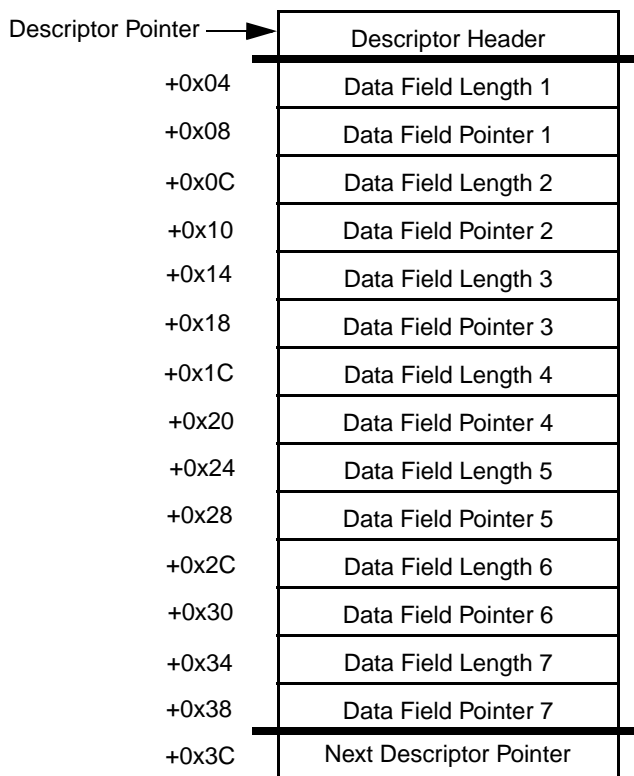 Descriptor Pointer Descriptor Header
+0x04 Data Field Length 1
+0x08 Data Field Pointer 1
+0x0C Data Field Length 2
+0x10 Data Field Pointer 2
+0x14 Data Field Length 3
+0x18 Data Field Pointer 3
+0x1C Data Field Length 4
+0x20 Data Field Pointer 4
+0x24 Data Field Length 5
+0x28 Data Field Pointer 5
+0x2C Data Field Length 6
+0x30 Data Field Pointer 6
+0x34 Data Field Length 7
+0x38 Data Field Pointer 7
+0x3C Next Descriptor Pointer